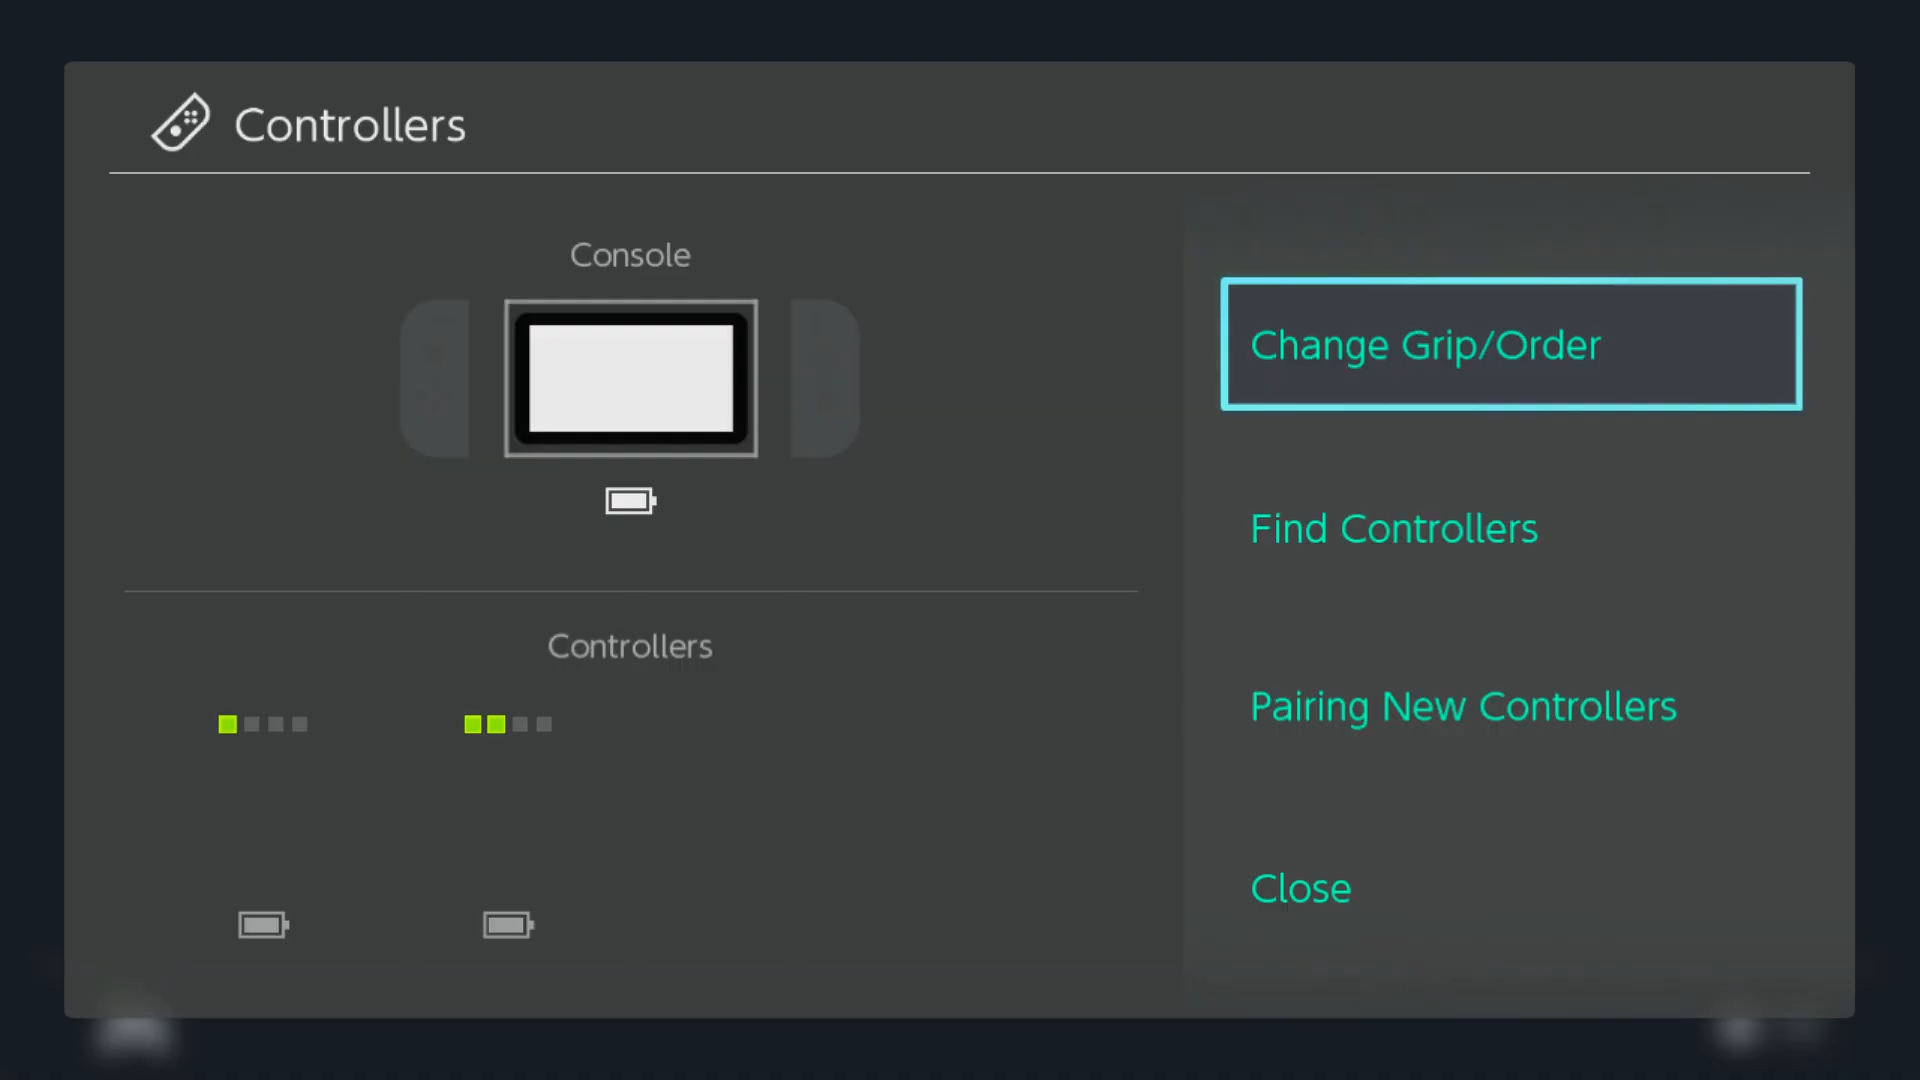 Controllers
Console
Change Grip/Order
Find Controllers
Controllers
Pairing New Controllers
Close